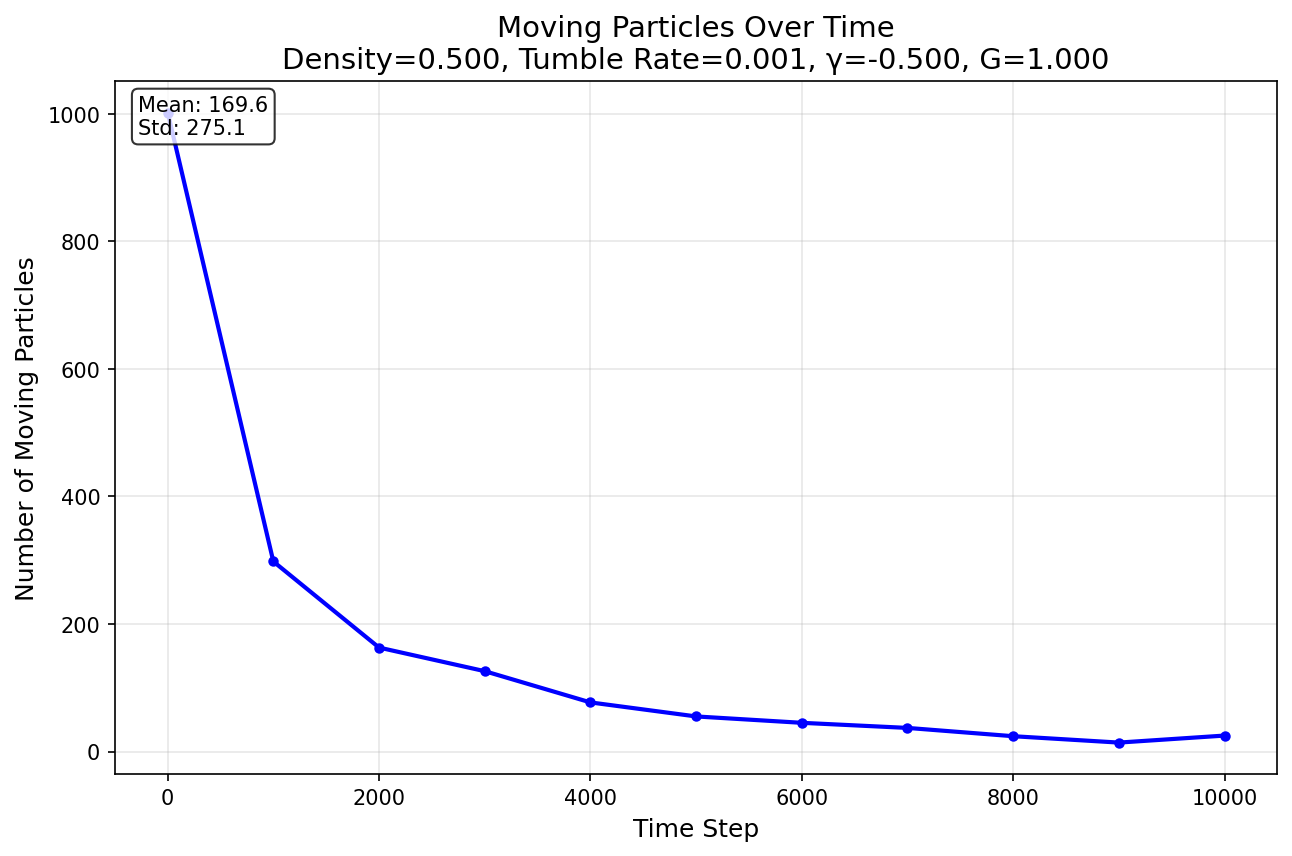 Moving Particles Over Time
Density=0.500, Tumble Rate=0.001, γ=-0.500, G=1.000
Mean: 169.6
Std: 275.1
Number of Moving Particles
1000
800
600
400
200
0
0 2000 4000 6000 8000 10000
Time Step